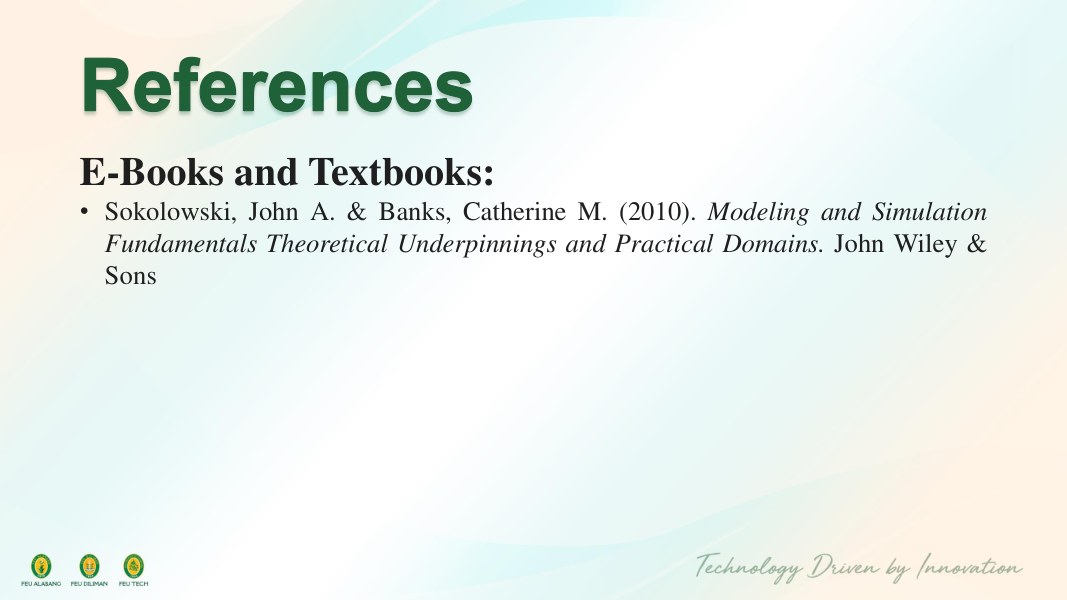 References
E-Books and Textbooks:
• Sokolowski, John A. & Banks, Catherine M. (2010). Modeling and Simulation
Fundamentals Theoretical Underpinnings and Practical Domains. John Wiley &
Sons
FEU ALABANG FEU DILIMAN FEU TECH
Technology Driven by Innovation